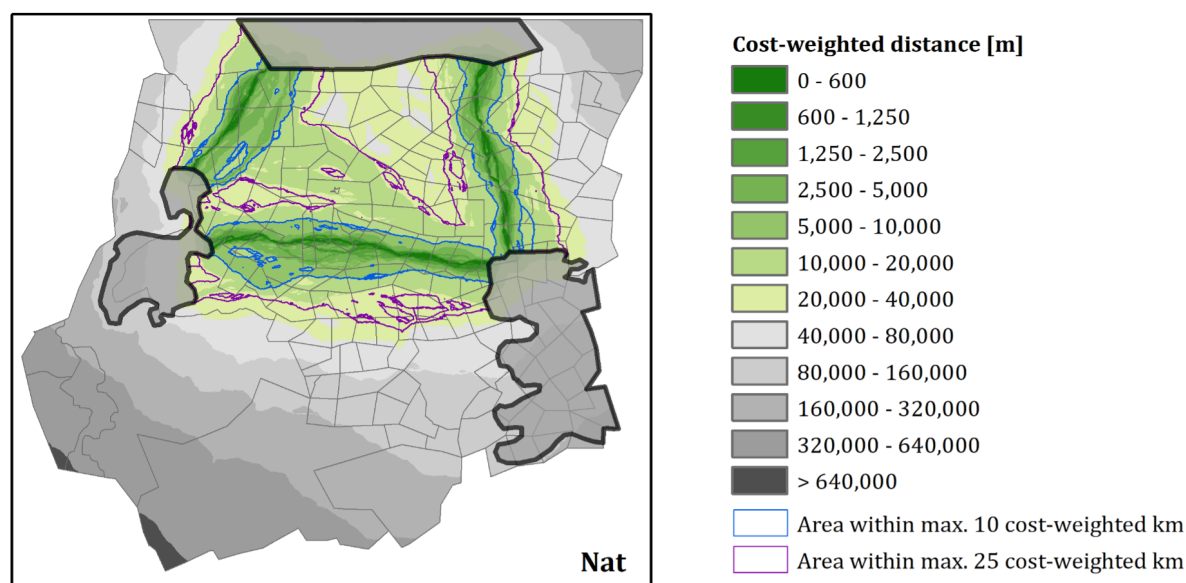 Nat
Cost-weighted distance [m]
0 - 600
600 - 1,250
1,250 - 2,500
2,500 - 5,000
5,000 - 10,000
10,000 - 20,000
20,000 - 40,000
40,000 - 80,000
80,000 - 160,000
160,000 - 320,000
320,000 - 640,000
> 640,000
Area within max. 10 cost-weighted km
Area within max. 25 cost-weighted km